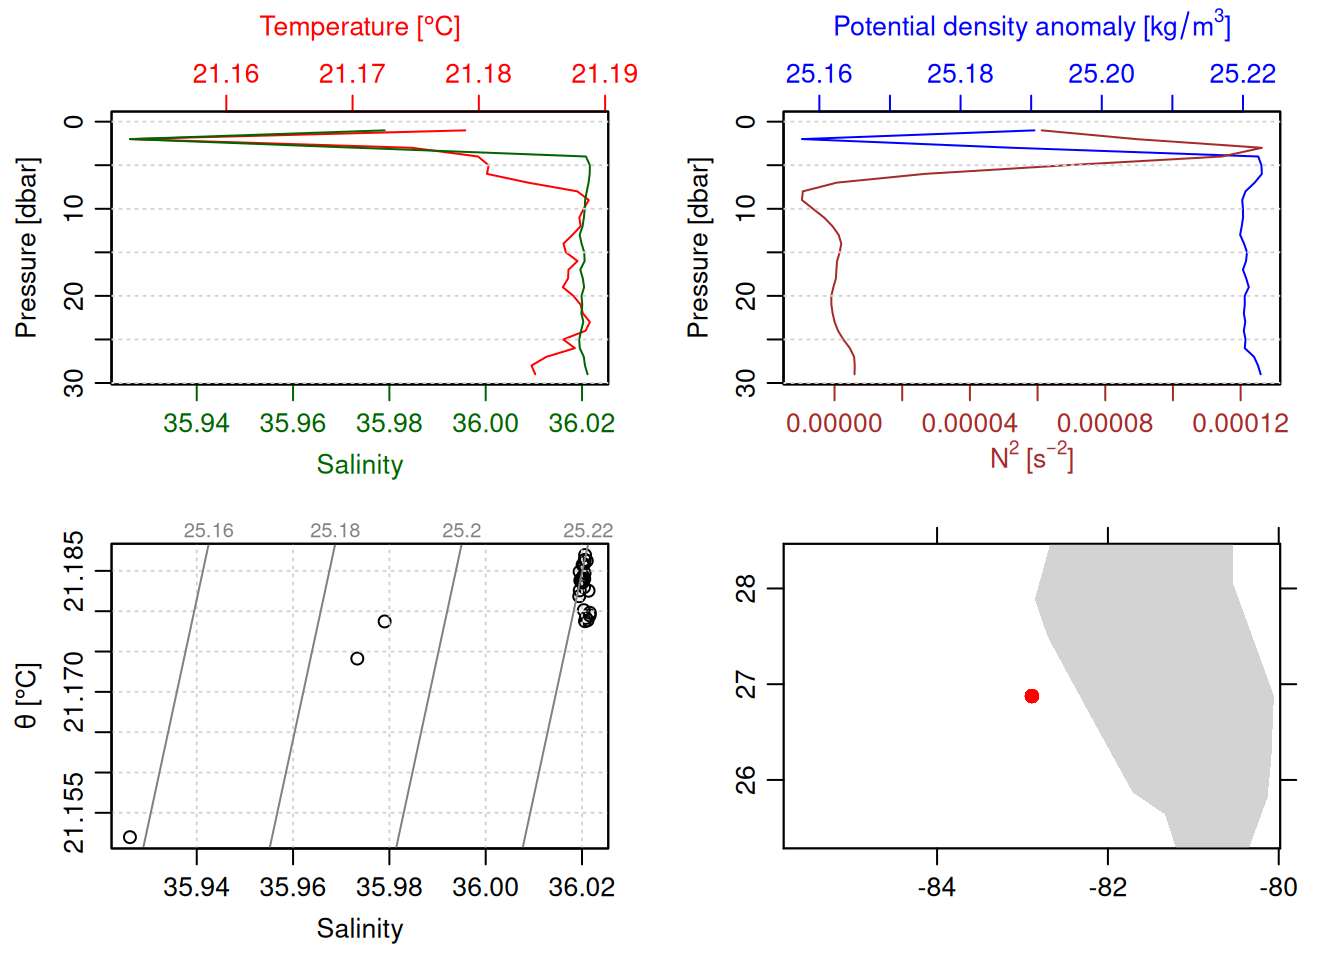 Temperature [°C]
21.16 21.17 21.18 21.19
Pressure [dbar]
0 10 20 30
35.94 35.96 35.98 36.00 36.02
Salinity
Potential density anomaly [kg/m³]
25.16 25.18 25.20 25.22
Pressure [dbar]
0 10 20 30
0.00000 0.00004 0.00008 0.00012
N² [s⁻²]
25.16 25.18 25.2 25.22
θ [°C]
21.185 21.170 21.155
35.94 35.96 35.98 36.00 36.02
Salinity
28 27 26
-84 -82 -80